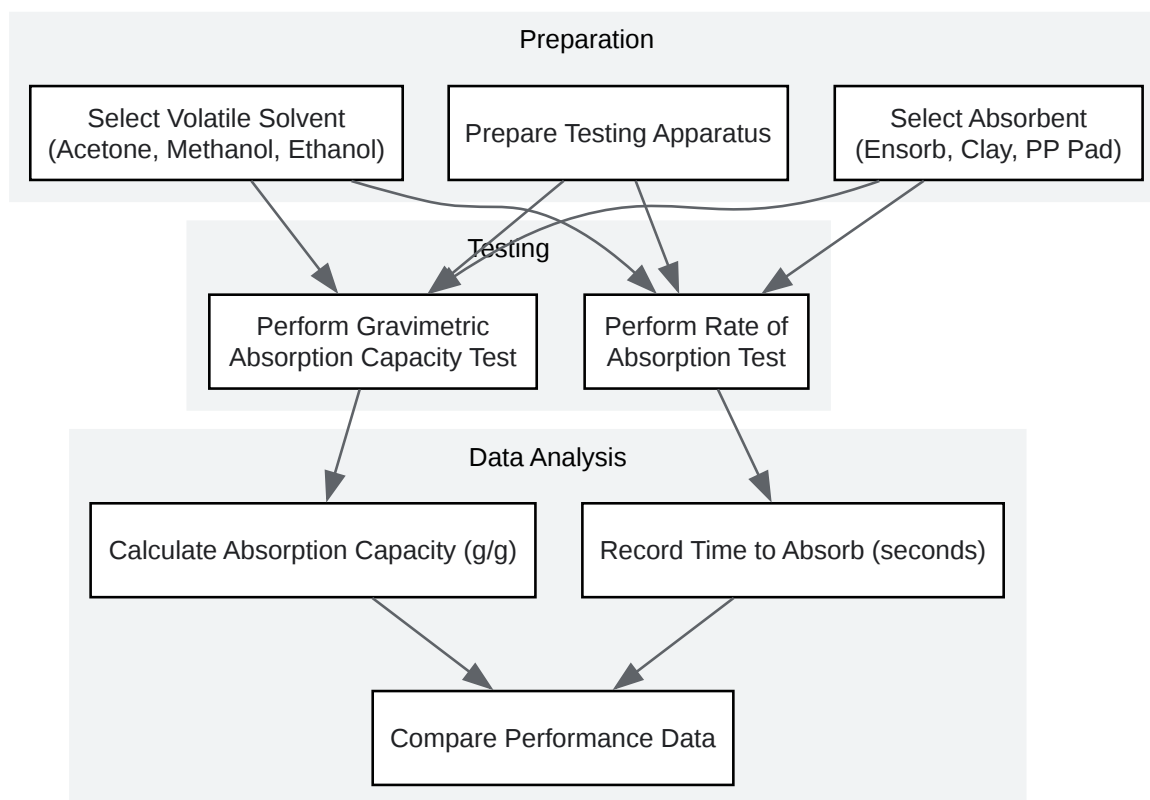 Preparation
Select Volatile Solvent
(Acetone, Methanol, Ethanol)
Prepare Testing Apparatus
Select Absorbent
(Ensorb, Clay, PP Pad)
Testing
Perform Gravimetric
Absorption Capacity Test
Perform Rate of
Absorption Test
Data Analysis
Calculate Absorption Capacity (g/g)
Record Time to Absorb (seconds)
Compare Performance Data